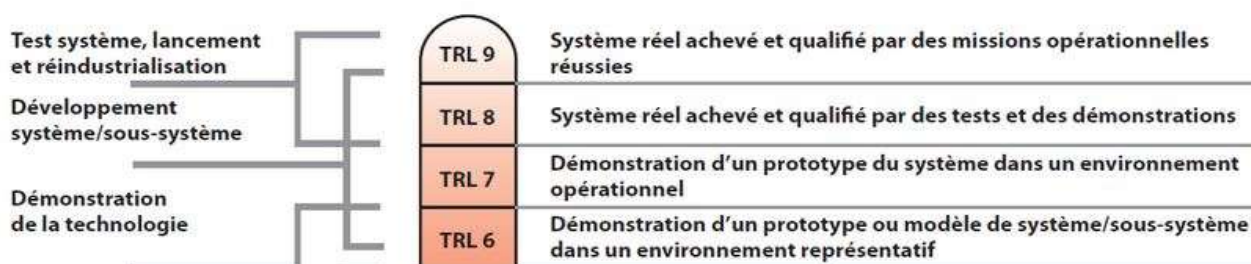 Test système, lancement
et réindustrialisation
Développement
système/sous-système
Démonstration
de la technologie
TRL 9
Système réel achevé et qualifié par des missions opérationnelles
réussies
TRL 8
Système réel achevé et qualifié par des tests et des démonstrations
TRL 7
Démonstration d’un prototype du système dans un environnement
opérationnel
TRL 6
Démonstration d’un prototype ou modèle de système/sous-système
dans un environnement représentatif